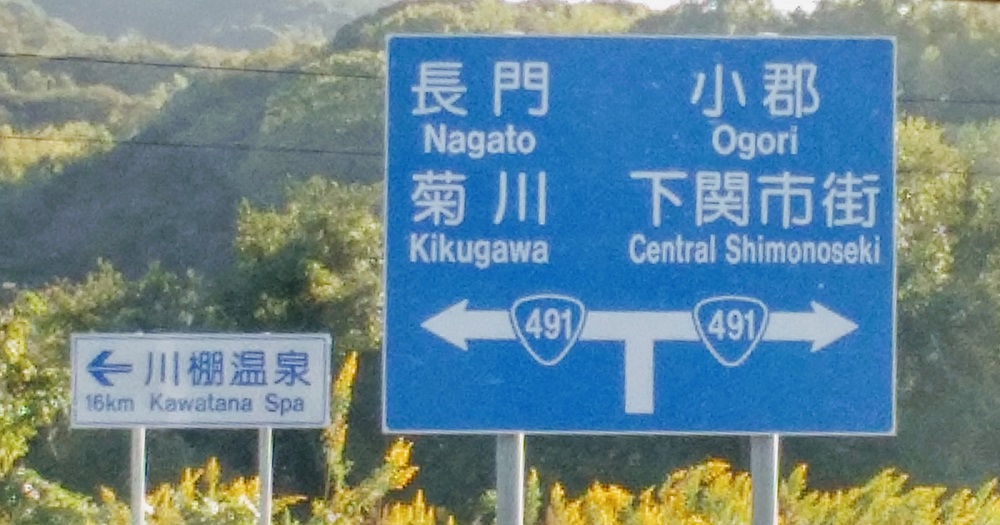 長門 小郡
Nagato Ogori
菊川 下関市街
Kikugawa Central Shimonoseki
491 491
川棚温泉
16km Kawatana Spa